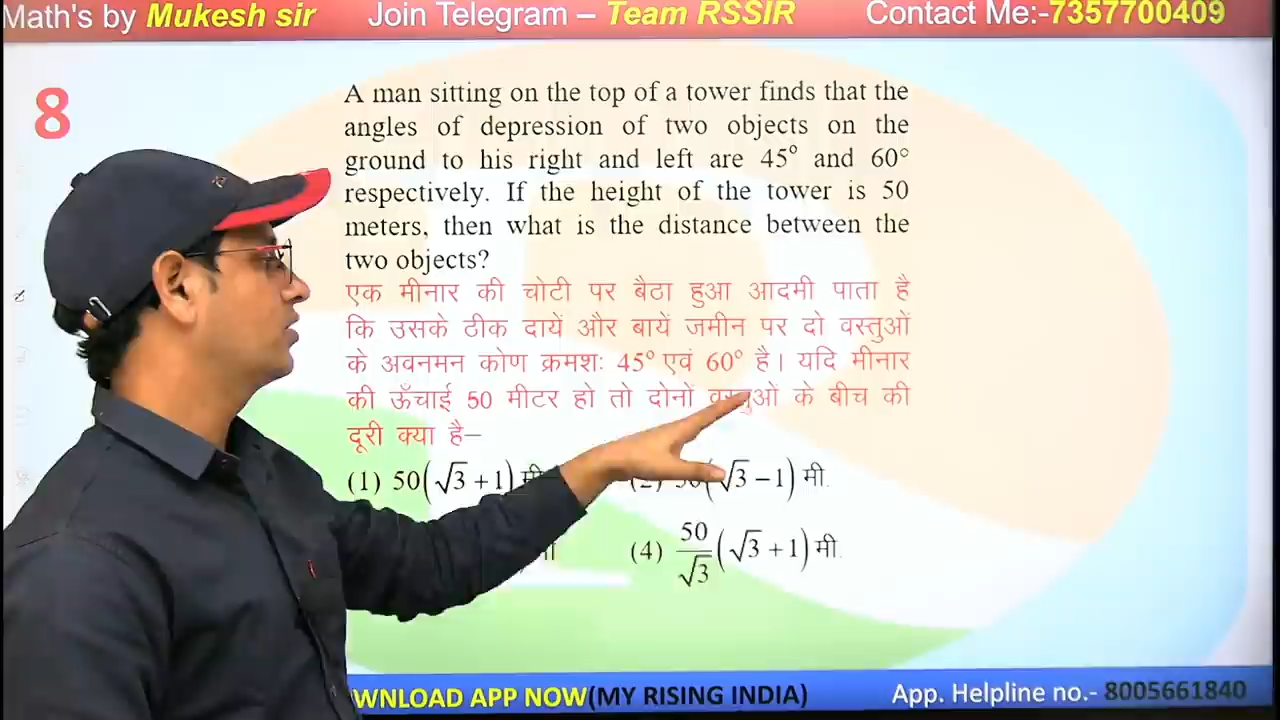 Math's by Mukesh sir Join Telegram – Team RSSIR Contact Me:-7357700409
8
A man sitting on the top of a tower finds that the
angles of depression of two objects on the
ground to his right and left are 45° and 60°
respectively. If the height of the tower is 50
meters, then what is the distance between the
two objects?
एक मीनार की चोटी पर बैठा हुआ आदमी पाता है
कि उसके ठीक दायें और बायें जमीन पर दो वस्तुओं
के अवनमन कोण क्रमशः 45° एवं 60° है। यदि मीनार
की ऊँचाई 50 मीटर हो तो दोनों वस्तुओं के बीच की
दूरी क्या है–
(1) 50(√3 + 1) मी (√3 – 1) मी.
(4) 50/√3 (√3 + 1) मी.
WNLOAD APP NOW(MY RISING INDIA) App. Helpline no.- 8005661840